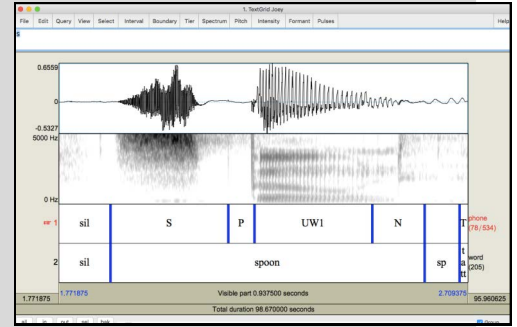 1. TextGrid Joey
File Edit Query View Select Interval Boundary Tier Spectrum Pitch Intensity Formant Pulses Help
s
0.6559
0
-0.5327
5000 Hz
0 Hz
1 sil S P UW1 N T phone
(78/534)
2 sil spoon sp word
(205)
1.771875 2.709375
1.771875 Visible part 0.937500 seconds 95.960625
Total duration 98.670000 seconds
all in out sel bak Group